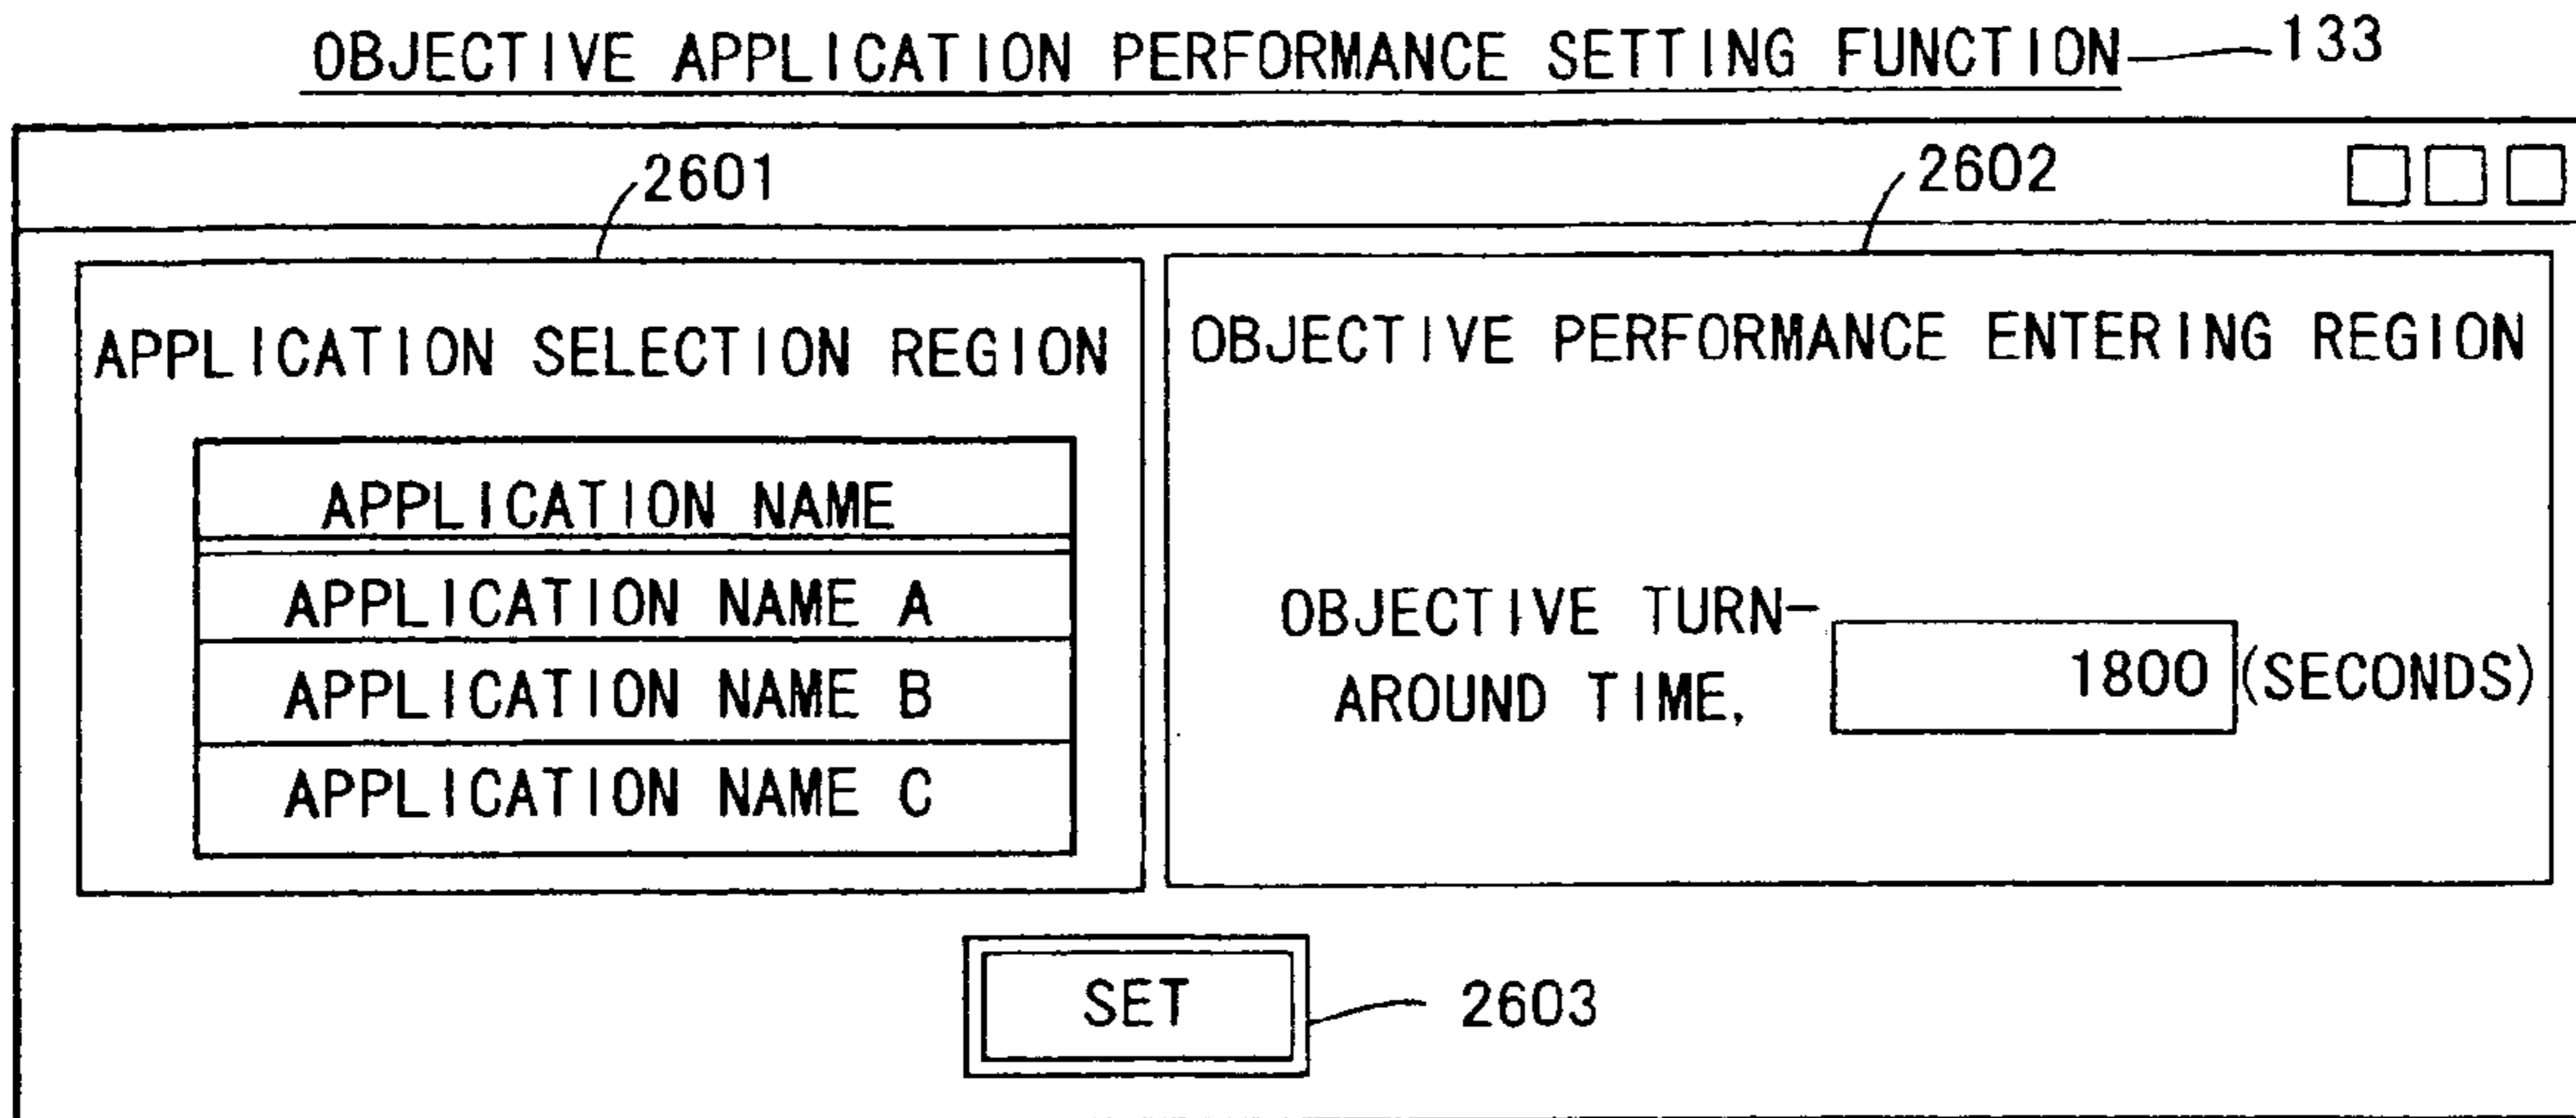 OBJECTIVE APPLICATION PERFORMANCE SETTING FUNCTION 133
2601
2602
APPLICATION SELECTION REGION
APPLICATION NAME
APPLICATION NAME A
APPLICATION NAME B
APPLICATION NAME C
OBJECTIVE PERFORMANCE ENTERING REGION
OBJECTIVE TURN-
AROUND TIME,
1800 (SECONDS)
SET
2603